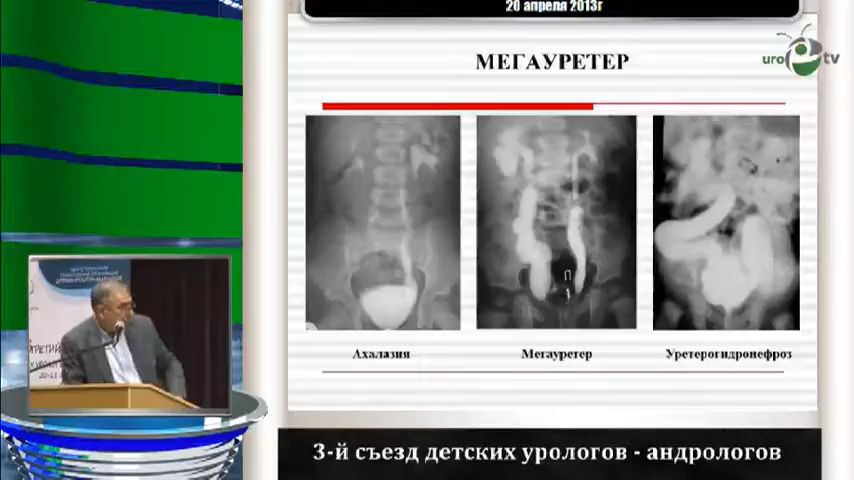 20 апреля 2013г
uro tv
МЕГАУРЕТЕР
Ахалазия
Мегауретер
Уретерогидронефроз
3-й съезд детских урологов - андрологов